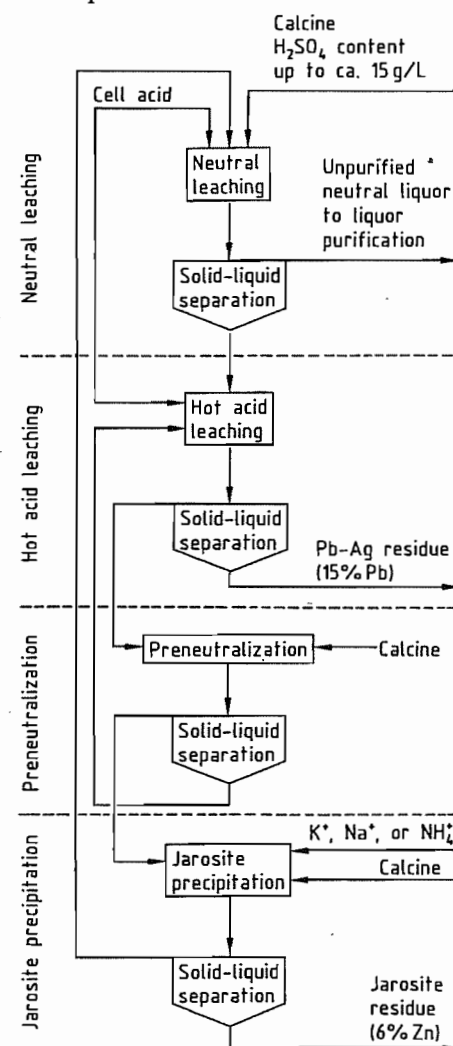 Calcine
H₂SO₄ content
up to ca. 15 g/L
Cell acid
Neutral leaching
Neutral
leaching
Unpurified
neutral liquor
to liquor
purification
Solid-liquid
separation
Hot acid leaching
Hot acid
leaching
Solid-liquid
separation
Pb-Ag residue
(15% Pb)
Preneutralization
Preneutralization
Calcine
Solid-liquid
separation
Jarosite precipitation
K⁺, Na⁺, or NH₄⁺
Jarosite
precipitation
Calcine
Solid-liquid
separation
Jarosite
residue
(6% Zn)